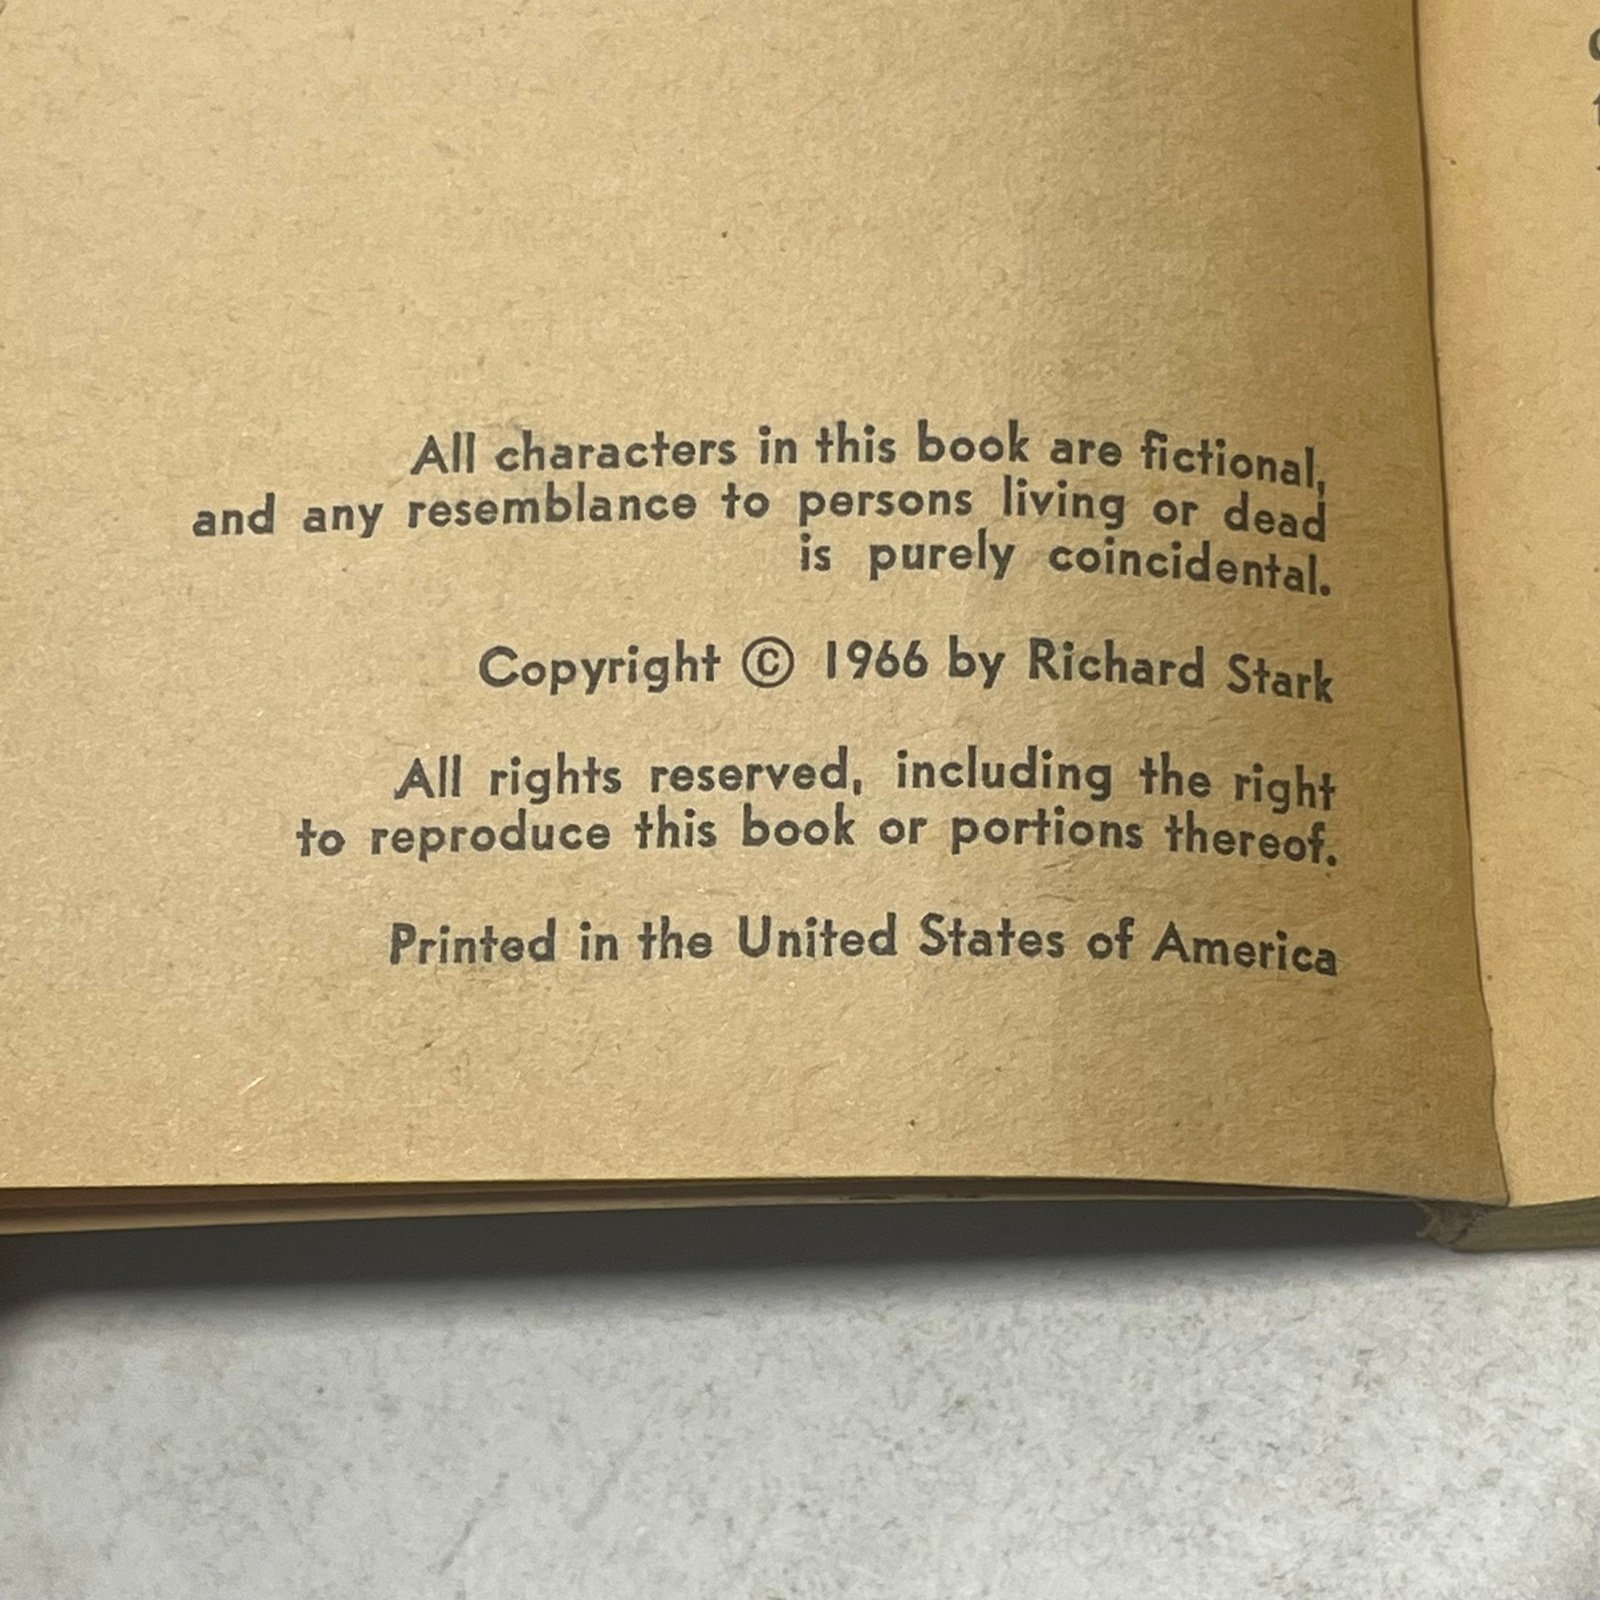 All characters in this book are fictional,
and any resemblance to persons living or dead
is purely coincidental.
Copyright © 1966 by Richard Stark
All rights reserved, including the right
to reproduce this book or portions thereof.
Printed in the United States of America